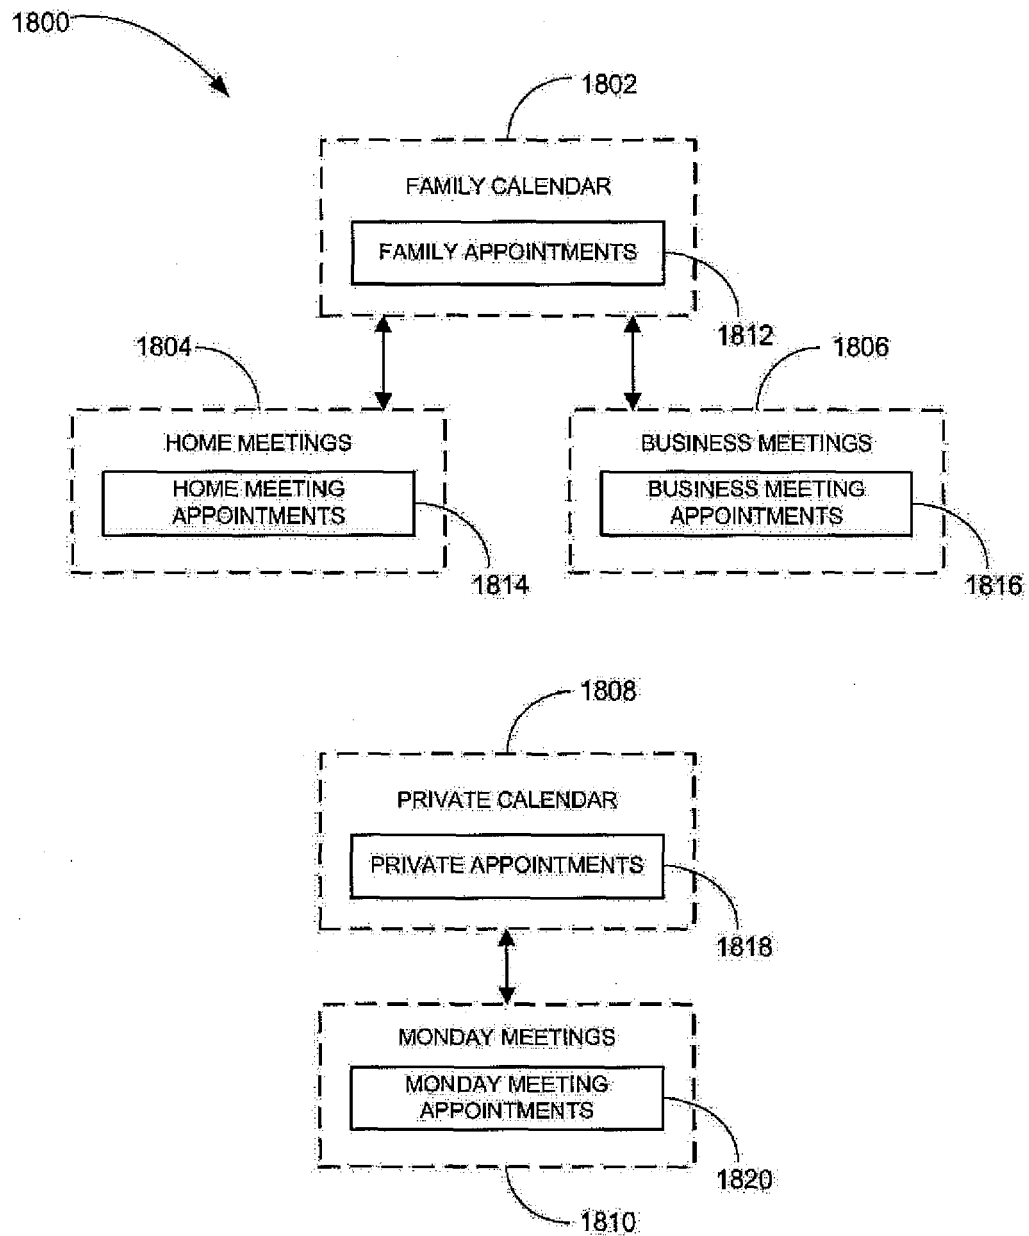 1800
1802
FAMILY CALENDAR
FAMILY APPOINTMENTS
1812
1804
1806
HOME MEETINGS
HOME MEETING
APPOINTMENTS
1814
BUSINESS MEETINGS
BUSINESS MEETING
APPOINTMENTS
1816
1808
PRIVATE CALENDAR
PRIVATE APPOINTMENTS
1818
MONDAY MEETINGS
MONDAY MEETING
APPOINTMENTS
1820
1810